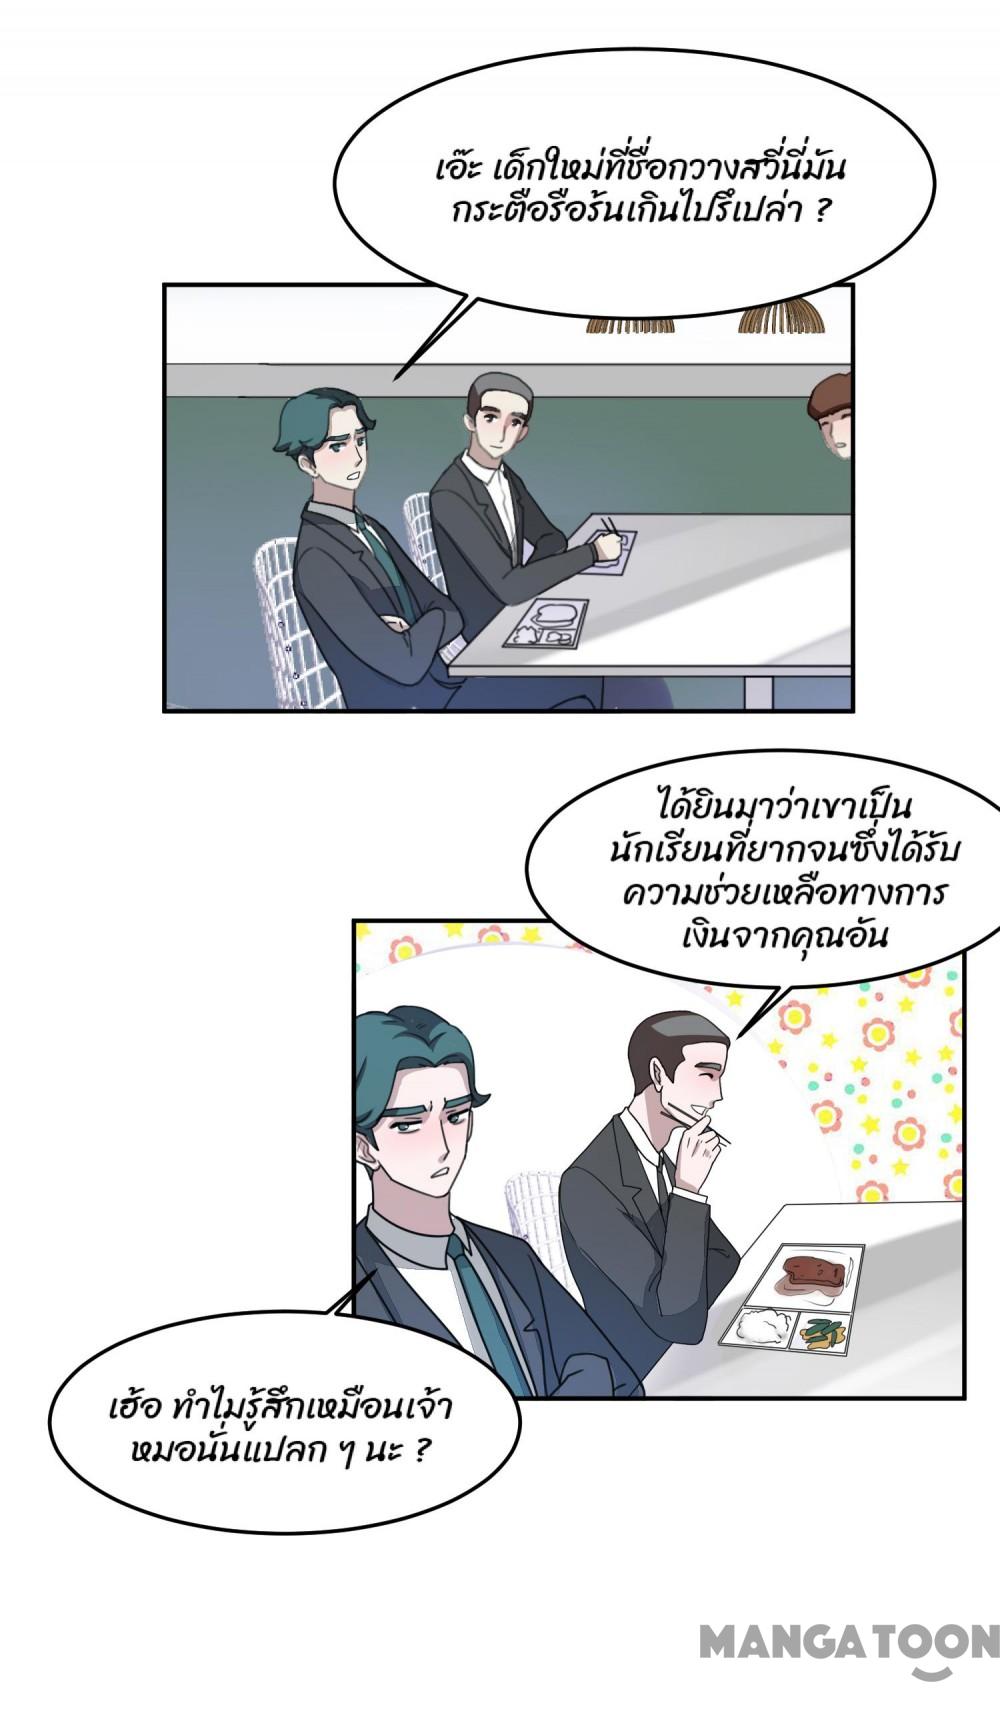 เอ๊ะ เด็กใหม่ที่ชื่อกวางสวี่นี่มัน
กระตือรือร้นเกินไปรึเปล่า ?
ได้ยินมาว่าเขาเป็น
นักเรียนที่ยากจนซึ่งได้รับ
ความช่วยเหลือทางการ
เงินจากคุณอัน
เฮ้อ ทำไมรู้สึกเหมือนเจ้า
หมอนั่นแปลก ๆ นะ ?
MANGATOON